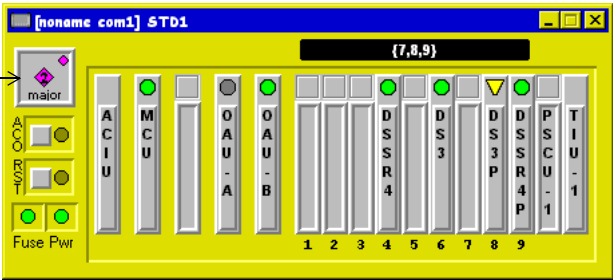 [noname com1] STD1
{7,8,9}
2
major
ACO
RST
Fuse Pwr
ACIU
MCU
OAU-A
OAU-B
DSSR4
DS3
DS3P
DSSR4P
PSCU-1
TIU-1
1 2 3 4 5 6 7 8 9